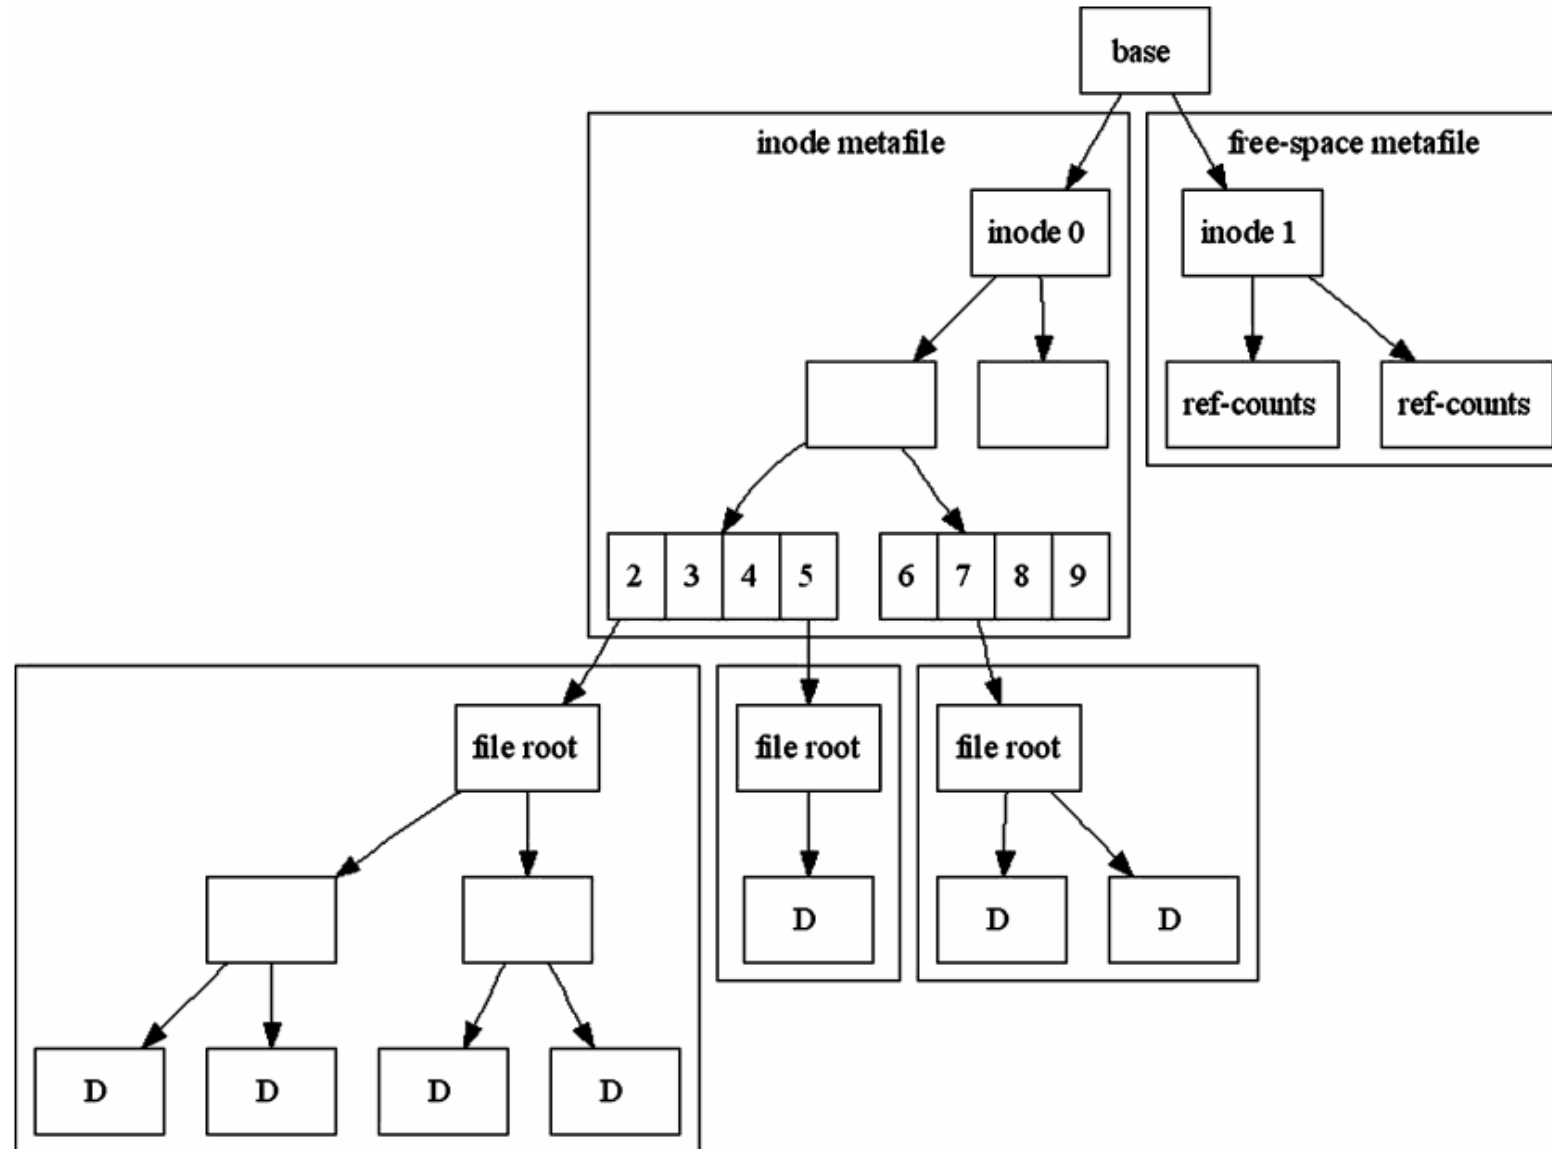 base
inode metafile
free-space metafile
inode 0
inode 1
ref-counts
ref-counts
2 3 4 5
6 7 8 9
file root
file root
file root
D
D
D
D
D
D
D